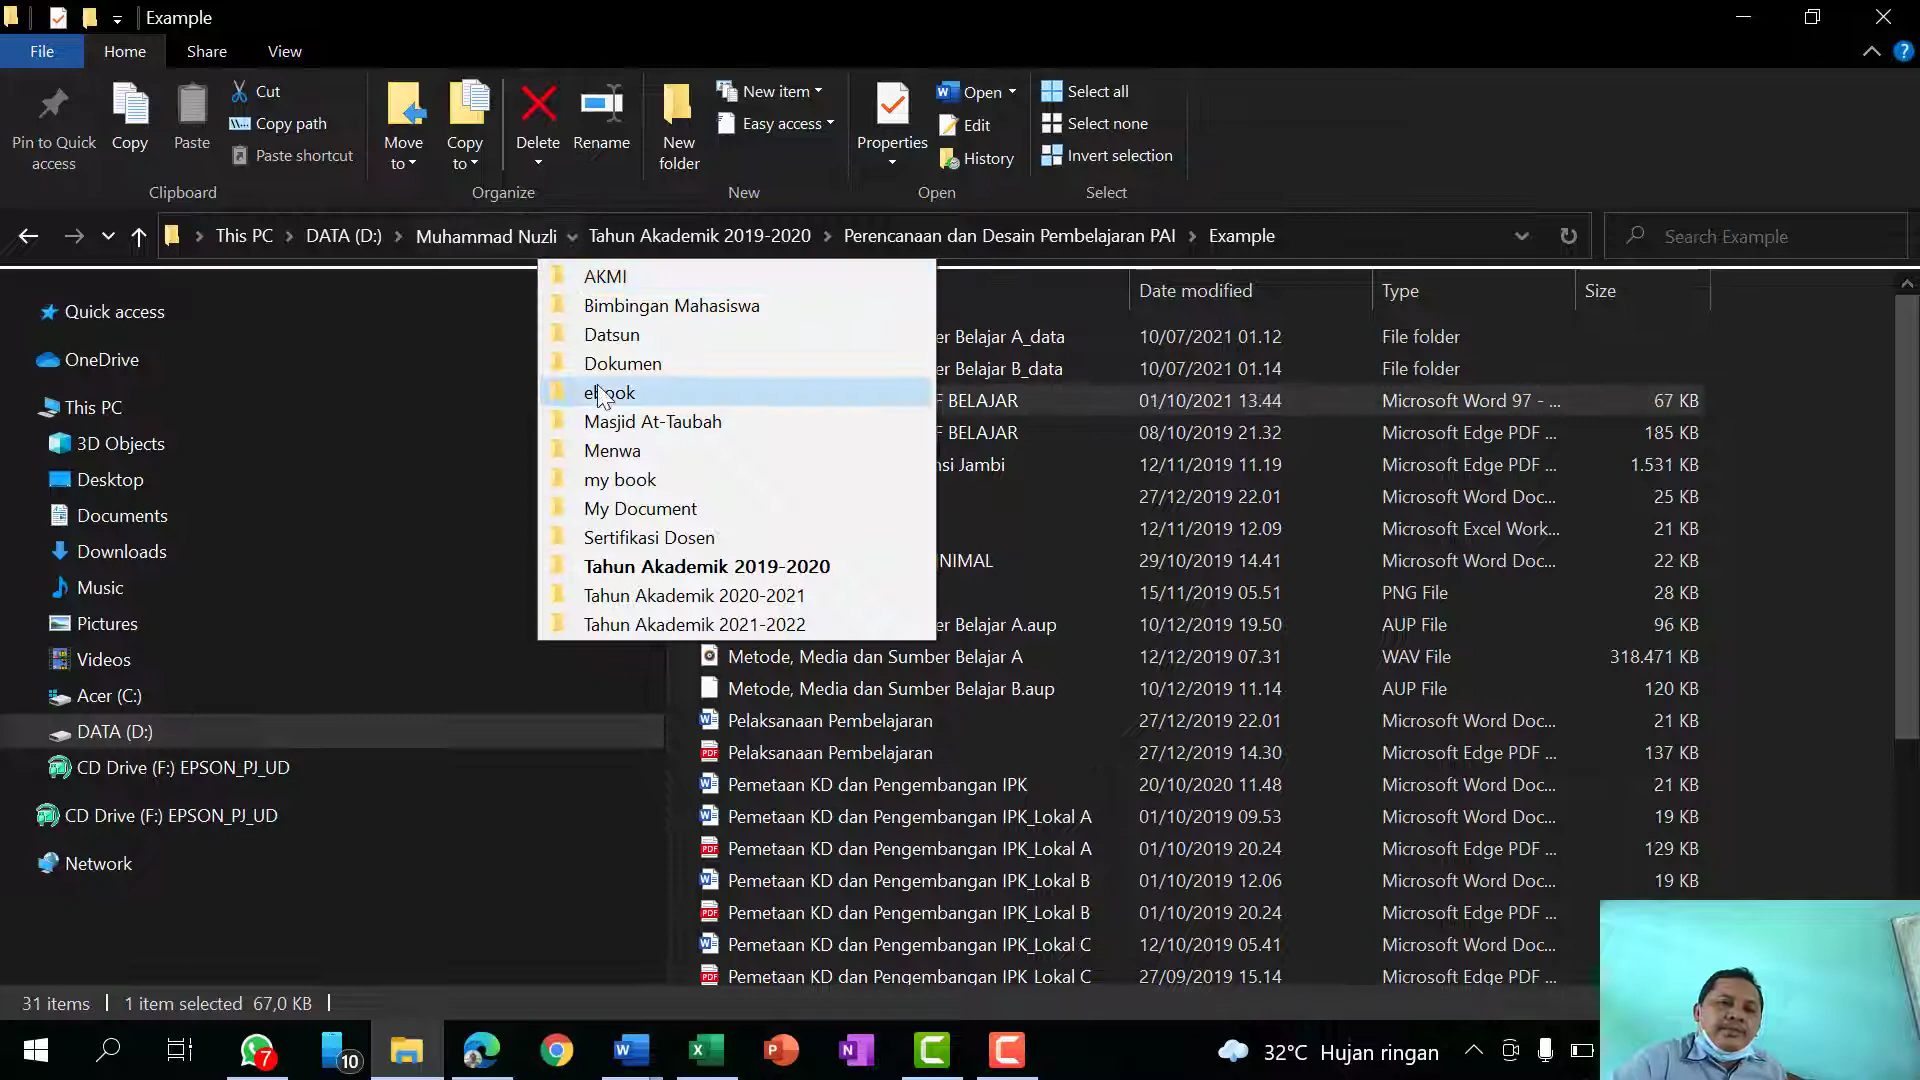 Example
File
Home
Share
View
Pin to Quick access
Copy
Paste
Cut
Copy path
Paste shortcut
Clipboard
Move to
Copy to
Delete
Rename
Organize
New folder
New item
Easy access
New
Properties
Open
Edit
History
Open
Select all
Select none
Invert selection
Select
This PC > DATA (D:) > Muhammad Nuzli Tahun Akademik 2019-2020 > Perencanaan dan Desain Pembelajaran PAI > Example
Search Example
Quick access
OneDrive
This PC
3D Objects
Desktop
Documents
Downloads
Music
Pictures
Videos
Acer (C:)
DATA (D:)
CD Drive (F:) EPSON_PJ_UD
CD Drive (F:) EPSON_PJ_UD
Network
AKMI
Bimbingan Mahasiswa
Datsun
Dokumen
ebook
Masjid At-Taubah
Menwa
my book
My Document
Sertifikasi Dosen
Tahun Akademik 2019-2020
Tahun Akademik 2020-2021
Tahun Akademik 2021-2022
Date modified Type Size
Belajar A_data 10/07/2021 01.12 File folder
Belajar B_data 10/07/2021 01.14 File folder
BELAJAR 01/10/2021 13.44 Microsoft Word 97 - ... 67 KB
BELAJAR 08/10/2019 21.32 Microsoft Edge PDF ... 185 KB
Jambi 12/11/2019 11.19 Microsoft Edge PDF ... 1.531 KB
27/12/2019 22.01 Microsoft Word Doc... 25 KB
12/11/2019 12.09 Microsoft Excel Work... 21 KB
29/10/2019 14.41 Microsoft Word Doc... 22 KB
15/11/2019 05.51 PNG File 28 KB
Belajar A.aup 10/12/2019 19.50 AUP File 96 KB
Metode, Media dan Sumber Belajar A 12/12/2019 07.31 WAV File 318.471 KB
Metode, Media dan Sumber Belajar B.aup 10/12/2019 11.14 AUP File 120 KB
Pelaksanaan Pembelajaran 27/12/2019 22.01 Microsoft Word Doc... 21 KB
Pelaksanaan Pembelajaran 27/12/2019 14.30 Microsoft Edge PDF ... 137 KB
Pemetaan KD dan Pengembangan IPK 20/10/2020 11.48 Microsoft Word Doc... 21 KB
Pemetaan KD dan Pengembangan IPK_Lokal A 01/10/2019 09.53 Microsoft Word Doc... 19 KB
Pemetaan KD dan Pengembangan IPK_Lokal A 01/10/2019 20.24 Microsoft Edge PDF ... 129 KB
Pemetaan KD dan Pengembangan IPK_Lokal B 01/10/2019 12.06 Microsoft Word Doc... 19 KB
Pemetaan KD dan Pengembangan IPK_Lokal B 01/10/2019 20.24 Microsoft Edge PDF ...
Pemetaan KD dan Pengembangan IPK_Lokal C 12/10/2019 05.41 Microsoft Word Doc...
Pemetaan KD dan Pengembangan IPK Lokal C 27/09/2019 15.14 Microsoft Edge PDF ...
31 items 1 item selected 67,0 KB
7
10
32°C Hujan ringan